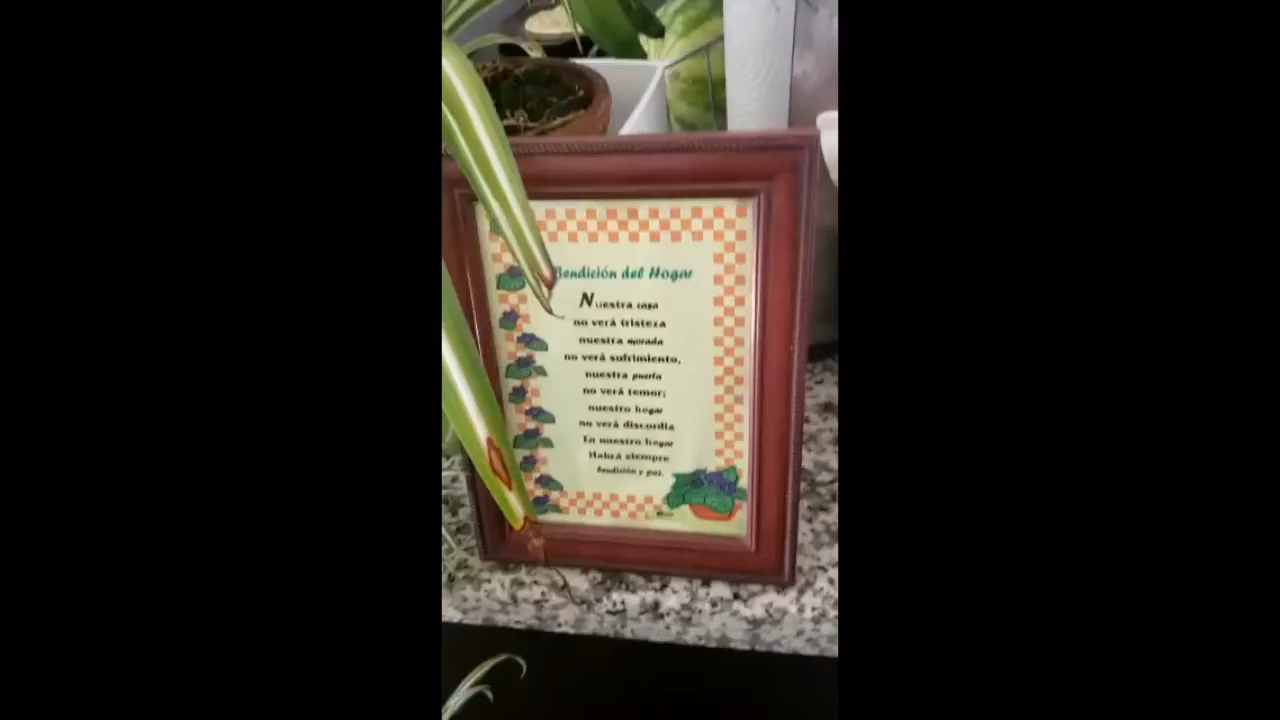 Bendición del Hogar
Nuestra casa
no verá tristeza
nuestra morada
no verá sufrimiento,
nuestra puerta
no verá temor;
nuestro hogar
no verá discordia
En nuestro hogar
Habrá siempre
bendición y paz.